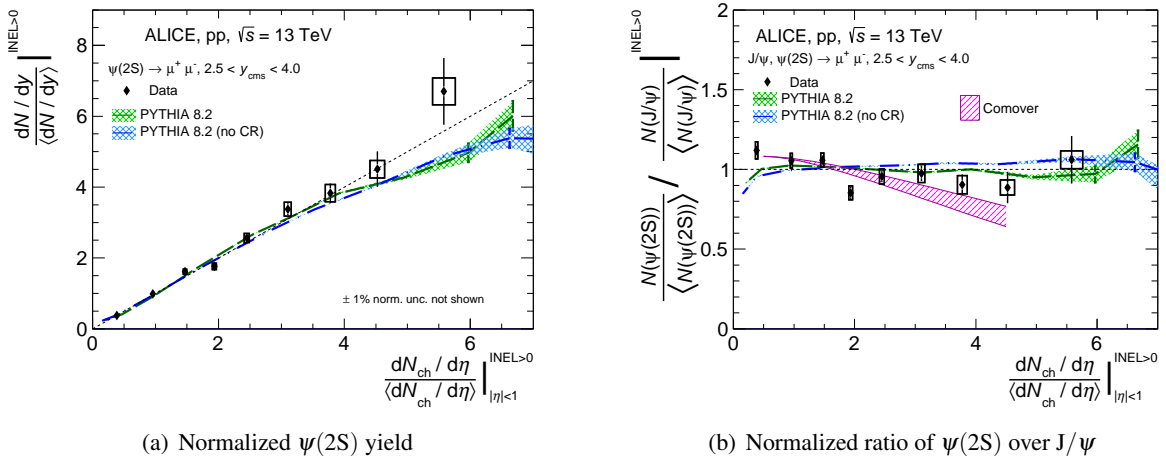 ALICE, pp, √s = 13 TeV
ψ(2S) → μ⁺ μ⁻, 2.5 < y_cms < 4.0
Data
PYTHIA 8.2
PYTHIA 8.2 (no CR)
± 1% norm. unc. not shown
dN / dy
⟨dN / dy⟩
INEL>0
8
6
4
2
0
0 2 4 6
dN_ch / dη
⟨dN_ch / dη⟩
INEL>0
|η|<1
(a) Normalized ψ(2S) yield
ALICE, pp, √s = 13 TeV
J/ψ, ψ(2S) → μ⁺ μ⁻, 2.5 < y_cms < 4.0
Data
PYTHIA 8.2
PYTHIA 8.2 (no CR)
Comover
N(ψ(2S))
⟨N(ψ(2S))⟩
/
N(J/ψ)
⟨N(J/ψ)⟩
INEL>0
2
1.5
1
0.5
0
0 2 4 6
dN_ch / dη
⟨dN_ch / dη⟩
INEL>0
|η|<1
(b) Normalized ratio of ψ(2S) over J/ψ